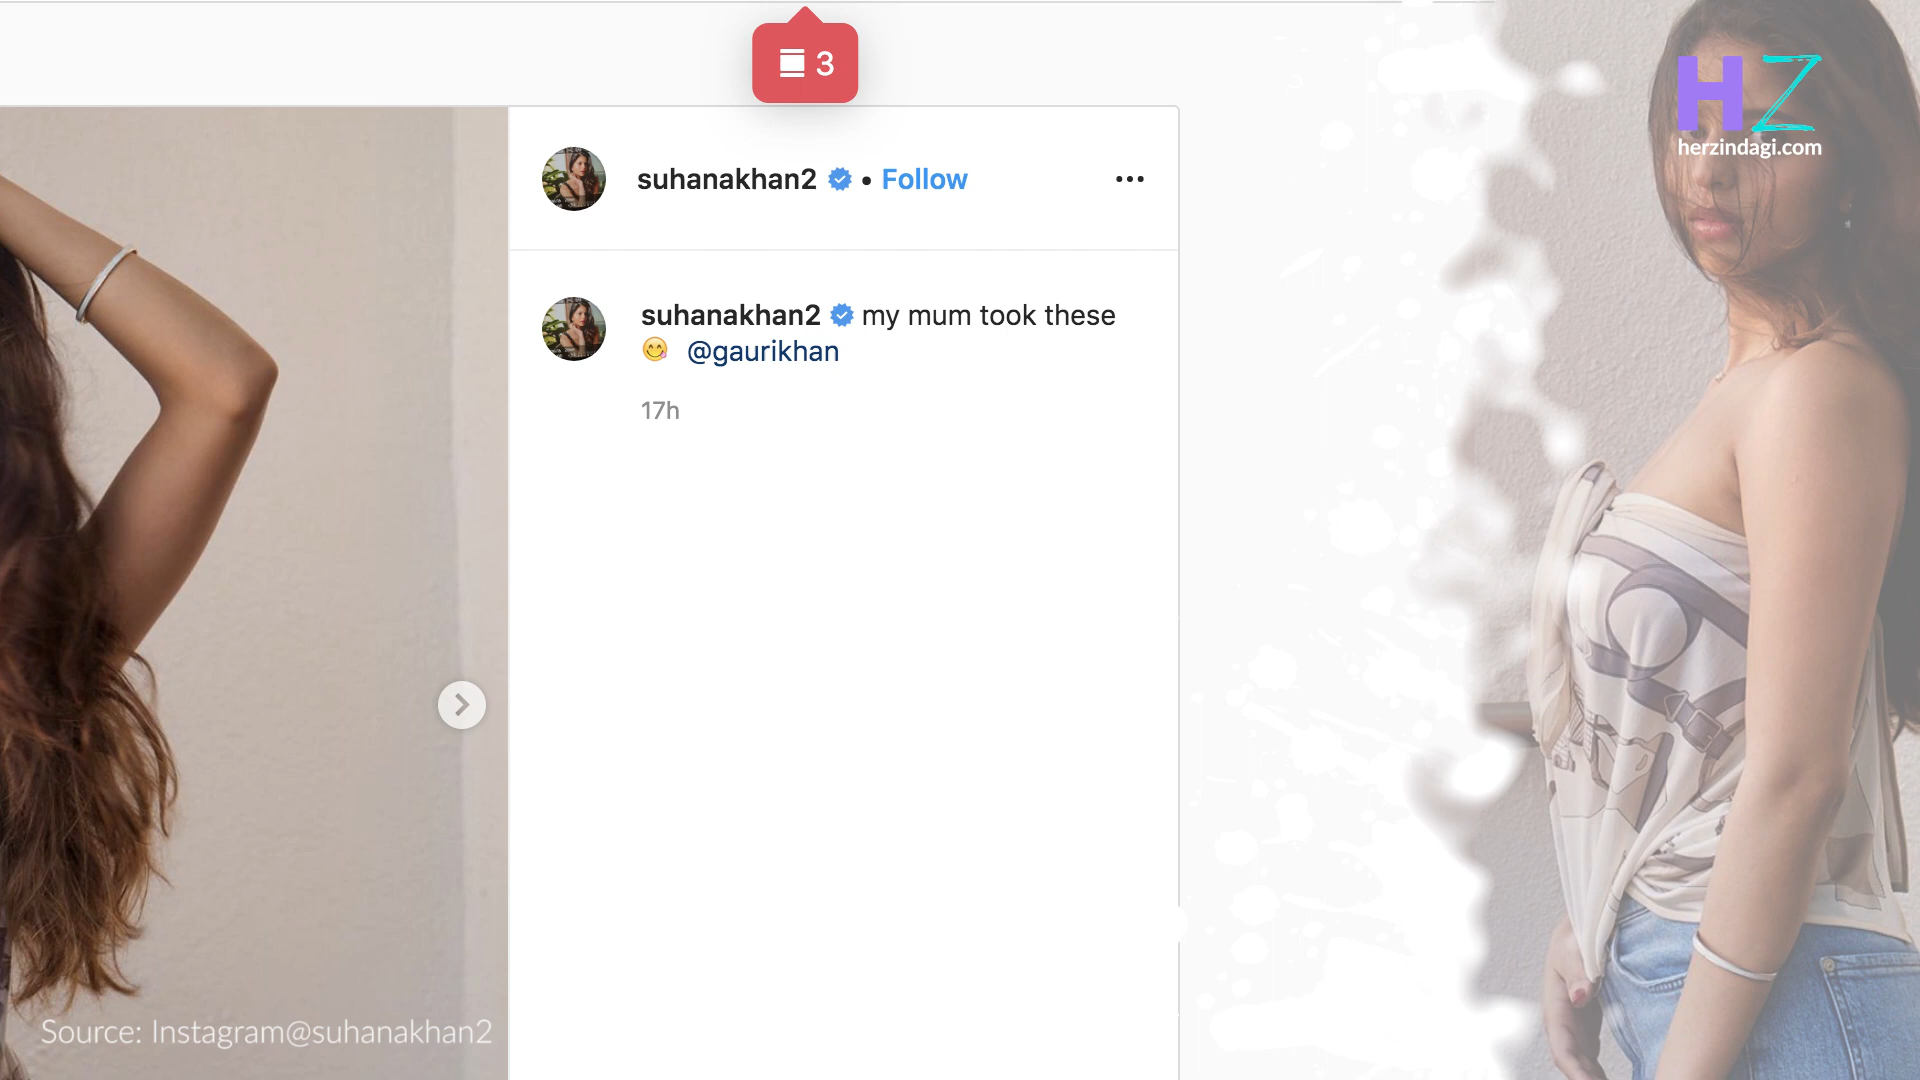 3
HZ
herzindagi.com
suhanakhan2 • Follow
suhanakhan2 my mum took these
😋 @gaurikhan
17h
Source: Instagram@suhanakhan2